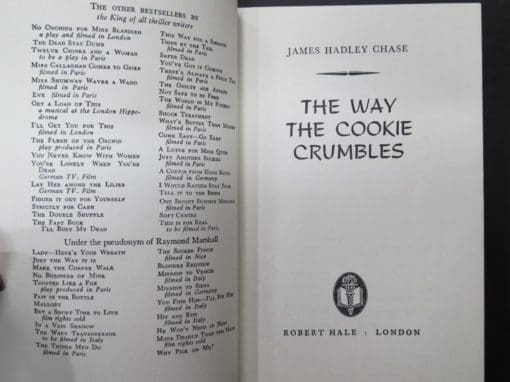 THE OTHER BESTSELLERS BY
the King of all thriller writers
NO ORCHIDS FOR MISS BLANDISH
a play and filmed in London
THE DEAD STAY DUMB
TWELVE CHINKS AND A WOMAN
to be a play in Paris
MISS CALLAGHAN COMES TO GRIEF
filmed in Paris
MISS SHUMWAY WAVES A WAND
filmed in Paris
EVE filmed in Paris
GET A LOAD OF THIS
a musical at the London Hippo-
drome
I'LL GET YOU FOR THIS
filmed in London
THE FLESH OF THE ORCHID
play produced in Paris
YOU NEVER KNOW WITH WOMEN
YOU'RE LONELY WHEN YOU'RE
DEAD
German TV. Film
LAY HER AMONG THE LILIES
German TV. Film
FIGURE IT OUT FOR YOURSELF
STRICTLY FOR CASH
THE DOUBLE SHUFFLE
THE FAST BUCK
I'LL BURY MY DEAD
THIS WAY FOR A SHROUD
TIGER BY THE TAIL
filmed in Paris
SAFER DEAD
YOU'VE GOT IT COMING
filmed in Paris
THERE'S ALWAYS A PRICE TAG
filmed in Paris
THE GUILTY ARE AFRAID
NOT SAFE TO BE FREE
THE WORLD IN MY POCKET
filmed in Paris
SHOCK TREATMENT
WHAT'S BETTER THAN MONEY
filmed in Paris
COME EASY—GO EASY
filmed in Paris
A LOTUS FOR MISS QUON
JUST ANOTHER SUCKER
filmed in Paris
A COFFIN FROM HONG KONG
filmed in Germany
I WOULD RATHER STAY POOR
TELL IT TO THE BIRDS
ONE BRIGHT SUMMER MORNING
filmed in Paris
SOFT CENTRE
THIS IS FOR REAL
to be filmed in Paris
Under the pseudonym of Raymond Marshall
LADY—HERE'S YOUR WREATH
JUST THE WAY IT IS
MAKE THE CORPSE WALK
NO BUSINESS OF MINE
TRUSTED LIKE A FOX
play produced in Paris
PAW IN THE BOTTLE
MALLORY
BUT A SHORT TIME TO LIVE
film rights sold
IN A VAIN SHADOW
THE WARY TRANSGRESSOR
to be filmed in Italy
THE THINGS MEN DO
filmed in Paris
THE SUCKER PUNCH
filmed in Nice
BLONDES REQUIEM
MISSION TO VENICE
filmed in Italy
MISSION TO SIENA
filmed in Germany
YOU FIND HIM—I'LL FIX HIM
filmed in Italy
HIT AND RUN
filmed in Italy
HE WON'T NEED IT NOW
MORE DEADLY THAN THE MALE
film rights sold
WHY PICK ON ME?
JAMES HADLEY CHASE
THE WAY
THE COOKIE
CRUMBLES
ROBERT HALE : LONDON